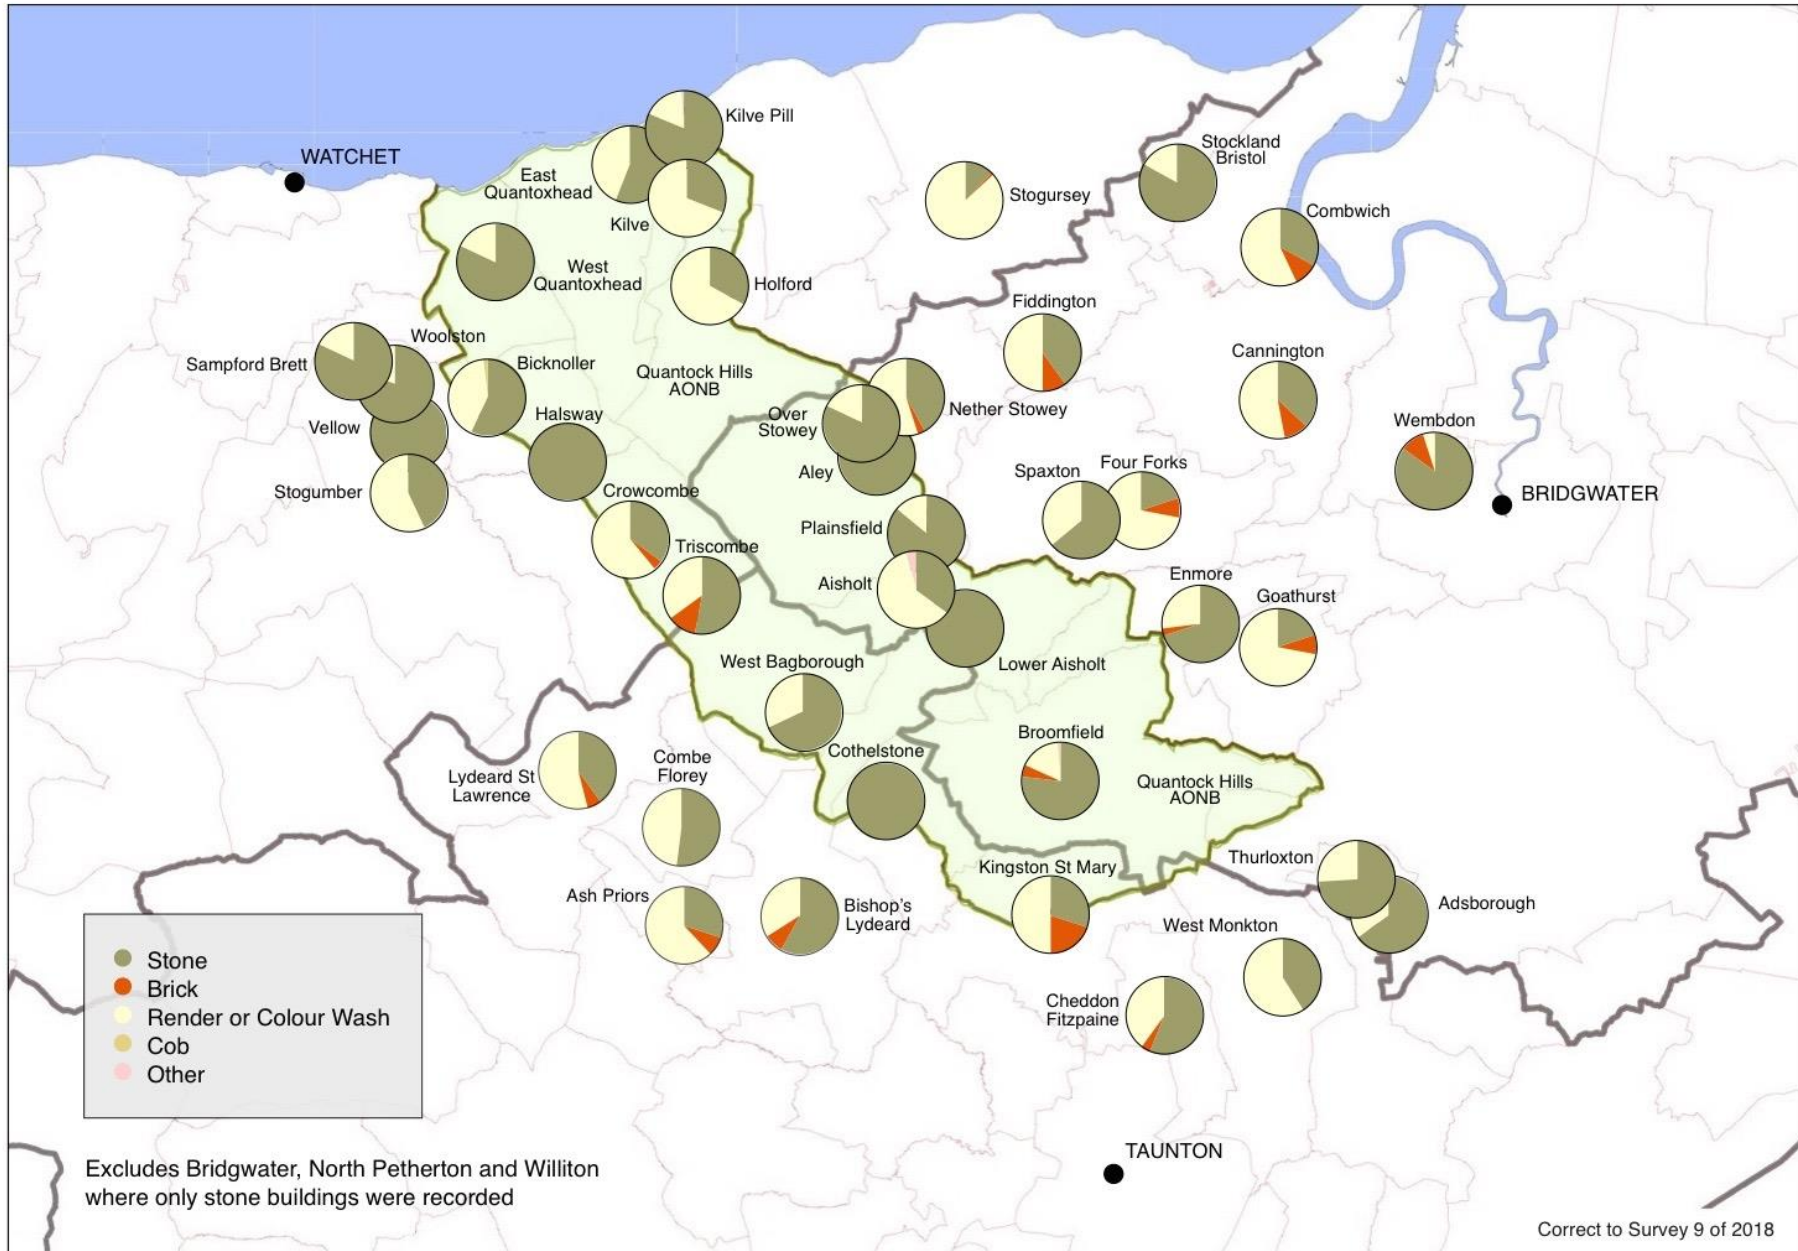 Kilve Pill
WATCHET
Stockland
Bristol
East
Quantoxhead
Stogursey
Kilve
Combwich
West
Quantoxhead
Holford
Fiddington
Woolston
Sampford Brett
Bicknoller
Quantock Hills
AONB
Cannington
Halsway
Over
Stowey
Nether Stowey
Vellow
Wembdon
Aley
Spaxton
Four Forks
Stogumber
Crowcombe
BRIDGWATER
Plainsfield
Triscombe
Aisholt
Enmore
Goathurst
West Bagborough
Lower Aisholt
Broomfield
Cothelstone
Combe
Florey
Lydeard St
Lawrence
Quantock Hills
AONB
Kingston St Mary
Thurloxton
Ash Priors
Bishop's
Lydeard
Adsborough
West Monkton
Stone
Brick
Render or Colour Wash
Cob
Other
Cheddon
Fitzpaine
TAUNTON
Excludes Bridgwater, North Petherton and Williton
where only stone buildings were recorded
Correct to Survey 9 of 2018